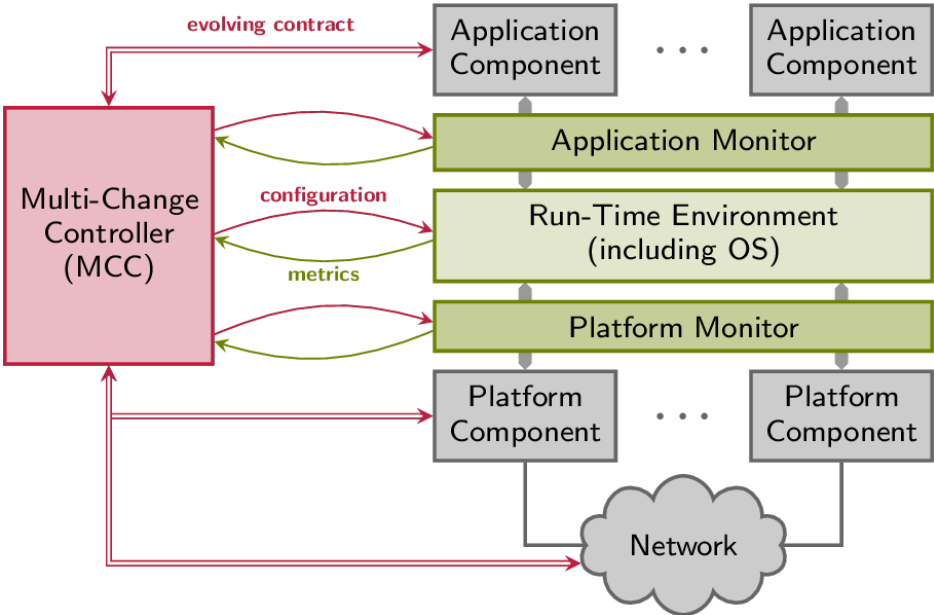 evolving contract
Application
Component
• • •
Application
Component
Application Monitor
Multi-Change
Controller
(MCC)
configuration
Run-Time Environment
(including OS)
metrics
Platform Monitor
Platform
Component
• • •
Platform
Component
Network